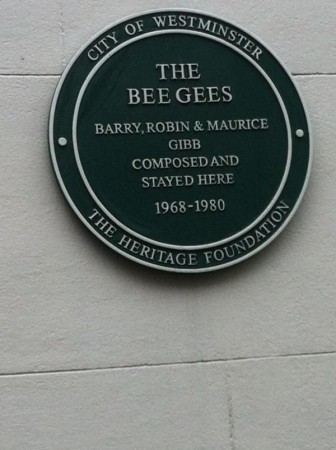 CITY OF WESTMINSTER
THE
BEE GEES
BARRY, ROBIN & MAURICE
GIBB
COMPOSED AND
STAYED HERE
1968-1980
THE HERITAGE FOUNDATION